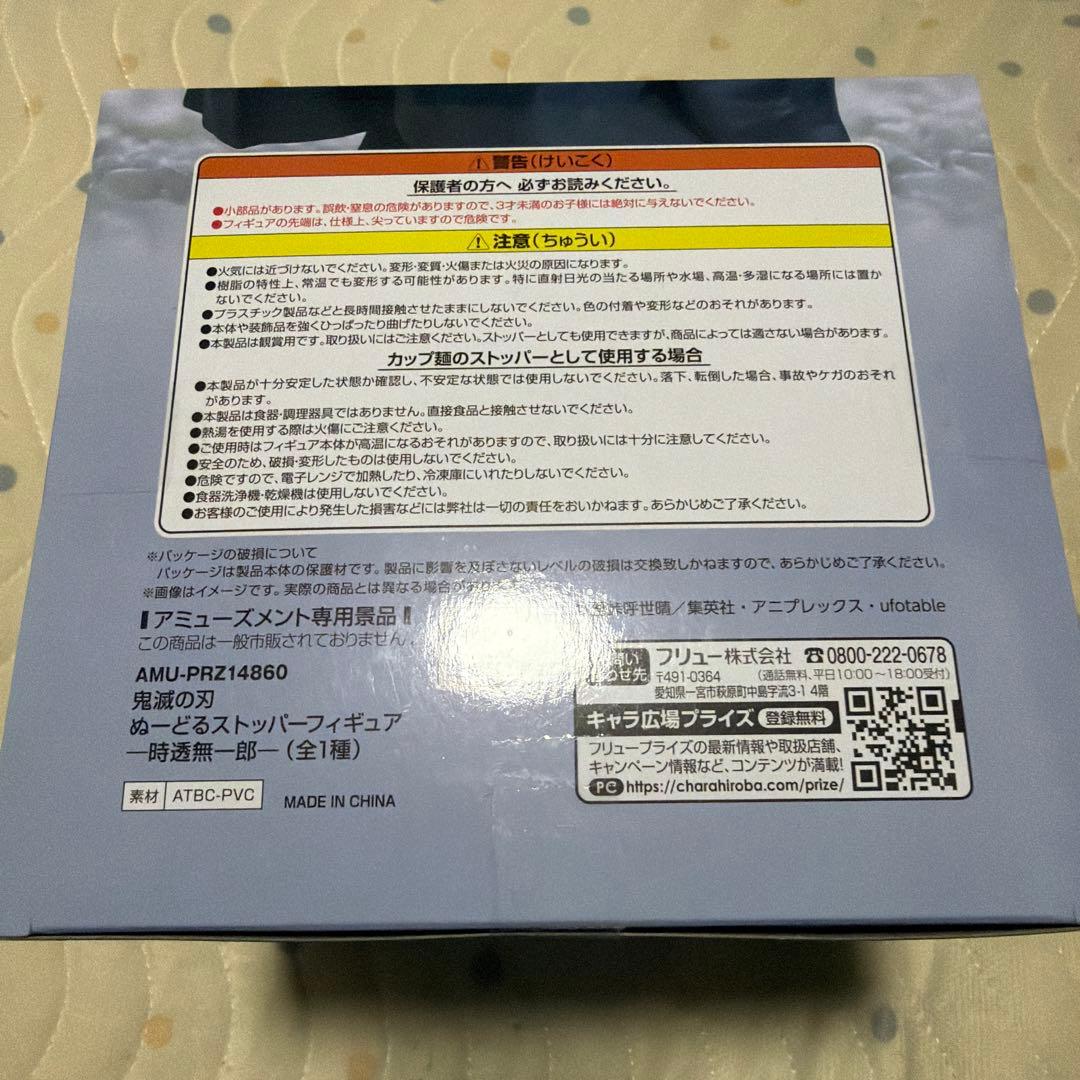 ⚠警告(けいこく)
保護者の方へ 必ずお読みください。
●小部品があります。誤飲・窒息の危険がありますので、3才未満のお子様には絶対に与えないでください。
●フィギュアの先端は、仕様上、尖っていますので危険です。
⚠注意(ちゅうい)
●火気には近づけないでください。変形・変質・火傷または火災の原因になります。
●樹脂の特性上、常温でも変形する可能性があります。特に直射日光の当たる場所や水場、高温・多湿になる場所には置か
ないでください。
●プラスチック製品などと長時間接触させたままにしないでください。色の付着や変形などのおそれがあります。
●本体や装飾品を強くひっぱったり曲げたりしないでください。
●本製品は観賞用です。取り扱いにはご注意ください。ストッパーとしても使用できますが、商品によっては適さない場合があります。
カップ麺のストッパーとして使用する場合
●本製品が十分安定した状態か確認し、不安定な状態では使用しないでください。落下、転倒した場合、事故やケガのおそれ
があります。
●本製品は食器・調理器具ではありません。直接食品と接触させないでください。
●熱湯を使用する際は火傷にご注意ください。
●ご使用時はフィギュア本体が高温になるおそれがありますので、取り扱いには十分に注意してください。
●安全のため、破損・変形したものは使用しないでください。
●危険ですので、電子レンジで加熱したり、冷凍庫にいれたりしないでください。
●食器洗浄機・乾燥機は使用しないでください。
●お客様のご使用により発生した損害などには弊社は一切の責任をおいかねます。あらかじめご了承ください。
※パッケージの破損について
パッケージは製品本体の保護材です。製品に影響を及ぼさないレベルの破損は交換致しかねますので、あらかじめご了承ください。
※画像はイメージです。実際の商品とは異なる場合が
アミューズメント専用景品
この商品は一般市販されておりません
呼世晴／集英社・アニプレックス・ufotable
AMU-PRZ14860
鬼滅の刃
ぬーどるストッパーフィギュア
―時透無一郎―(全1種)
素材 ATBC-PVC MADE IN CHINA
フリュー株式会社 ☎0800-222-0678
わせ先 〒491-0364 (通話無料、平日10:00～18:00受付)
愛知県一宮市萩原町中島字流3-1 4階
キャラ広場プライズ 登録無料
フリュープライズの最新情報や取扱店舗、
キャンペーン情報など、コンテンツが満載!
PC https://charahiroba.com/prize/